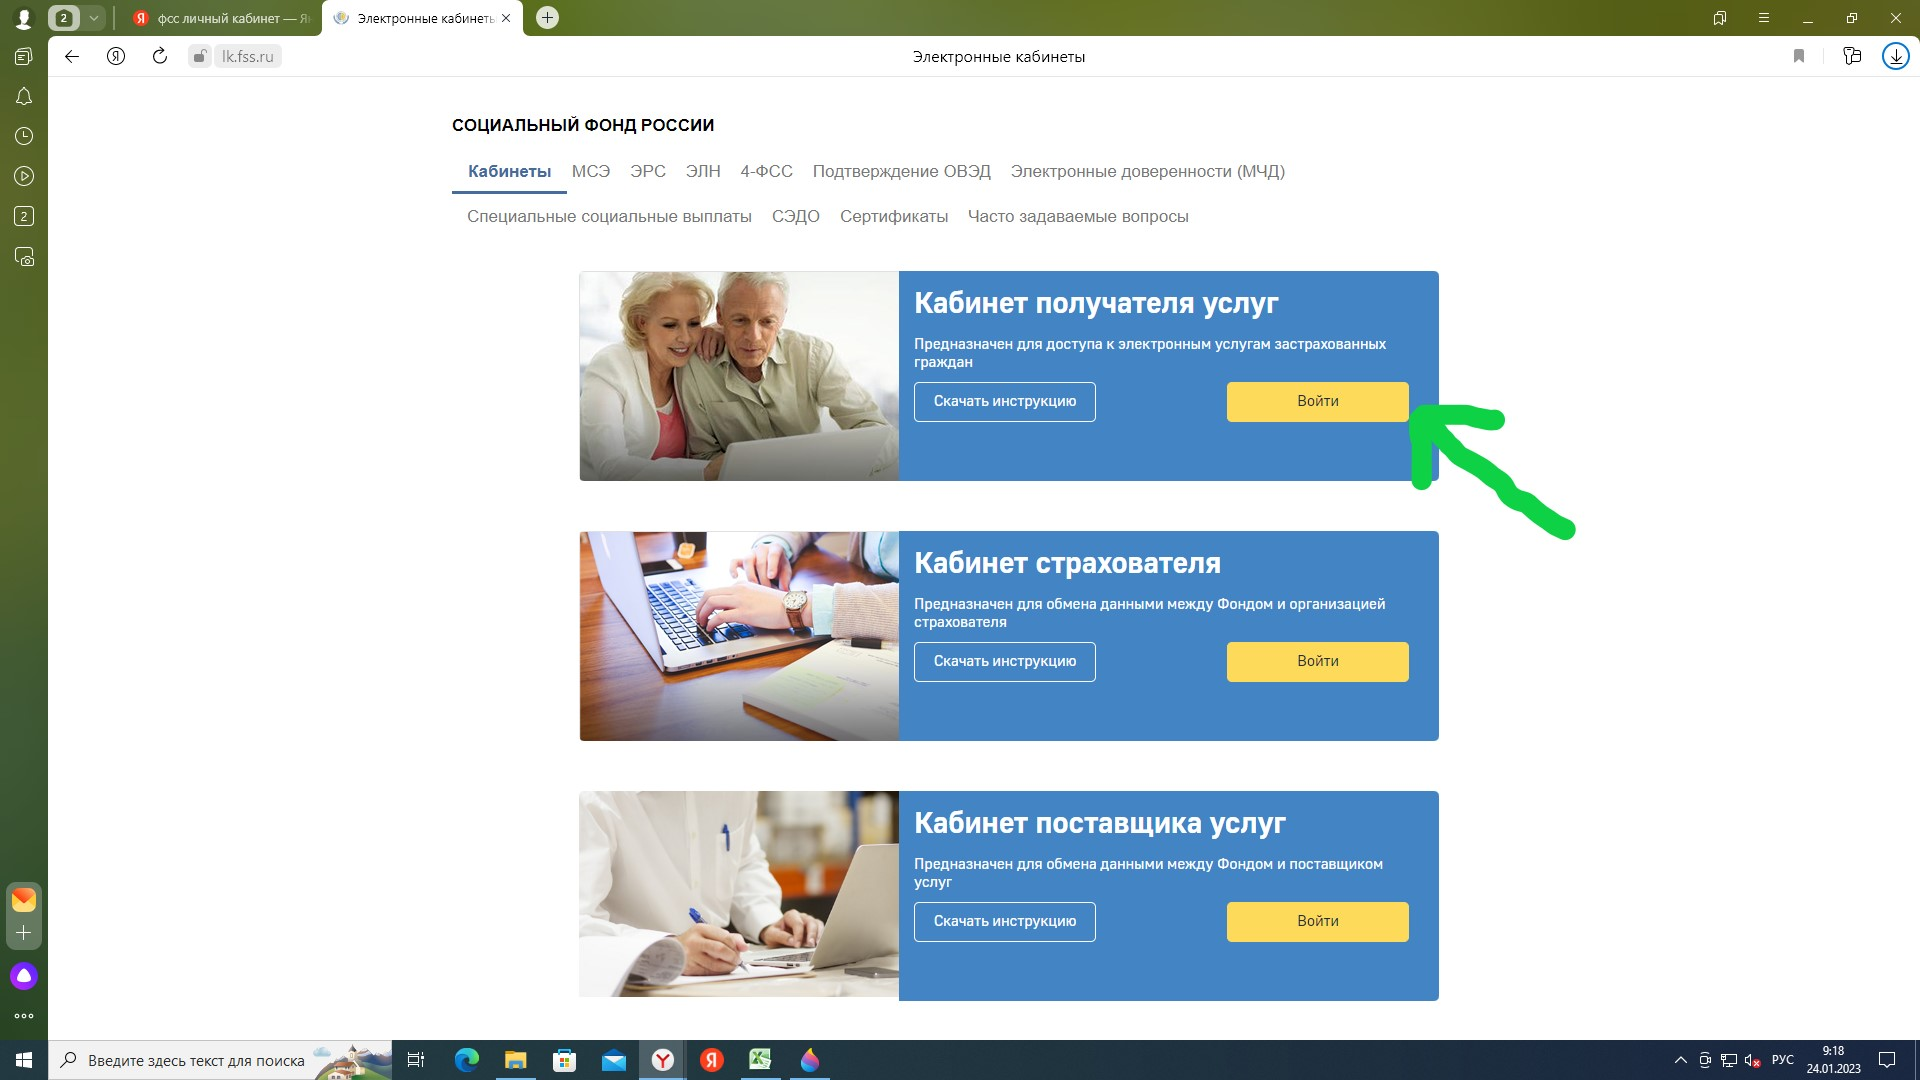 2
фсс личный кабинет — Ян
Электронные кабинеты
lk.fss.ru
Электронные кабинеты
2
СОЦИАЛЬНЫЙ ФОНД РОССИИ
Кабинеты МСЭ ЭРС ЭЛН 4-ФСС Подтверждение ОВЭД Электронные доверенности (МЧД)
Специальные социальные выплаты СЭДО Сертификаты Часто задаваемые вопросы
Кабинет получателя услуг
Предназначен для доступа к электронным услугам застрахованных
граждан
Скачать инструкцию Войти
Кабинет страхователя
Предназначен для обмена данными между Фондом и организацией
страхователя
Скачать инструкцию Войти
Кабинет поставщика услуг
Предназначен для обмена данными между Фондом и поставщиком
услуг
Скачать инструкцию Войти
Введите здесь текст для поиска
РУС
9:18
24.01.2023